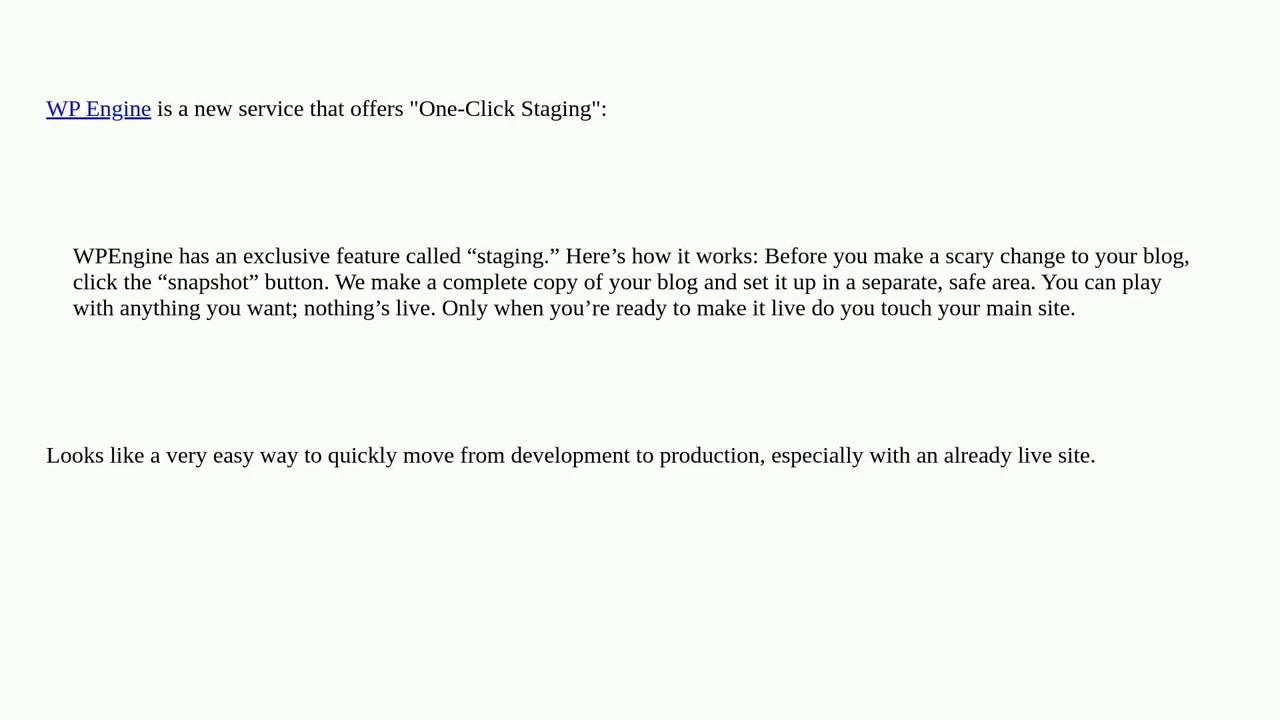 WP Engine is a new service that offers "One-Click Staging":
WPEngine has an exclusive feature called “staging.” Here’s how it works: Before you make a scary change to your blog,
click the “snapshot” button. We make a complete copy of your blog and set it up in a separate, safe area. You can play
with anything you want; nothing’s live. Only when you’re ready to make it live do you touch your main site.
Looks like a very easy way to quickly move from development to production, especially with an already live site.